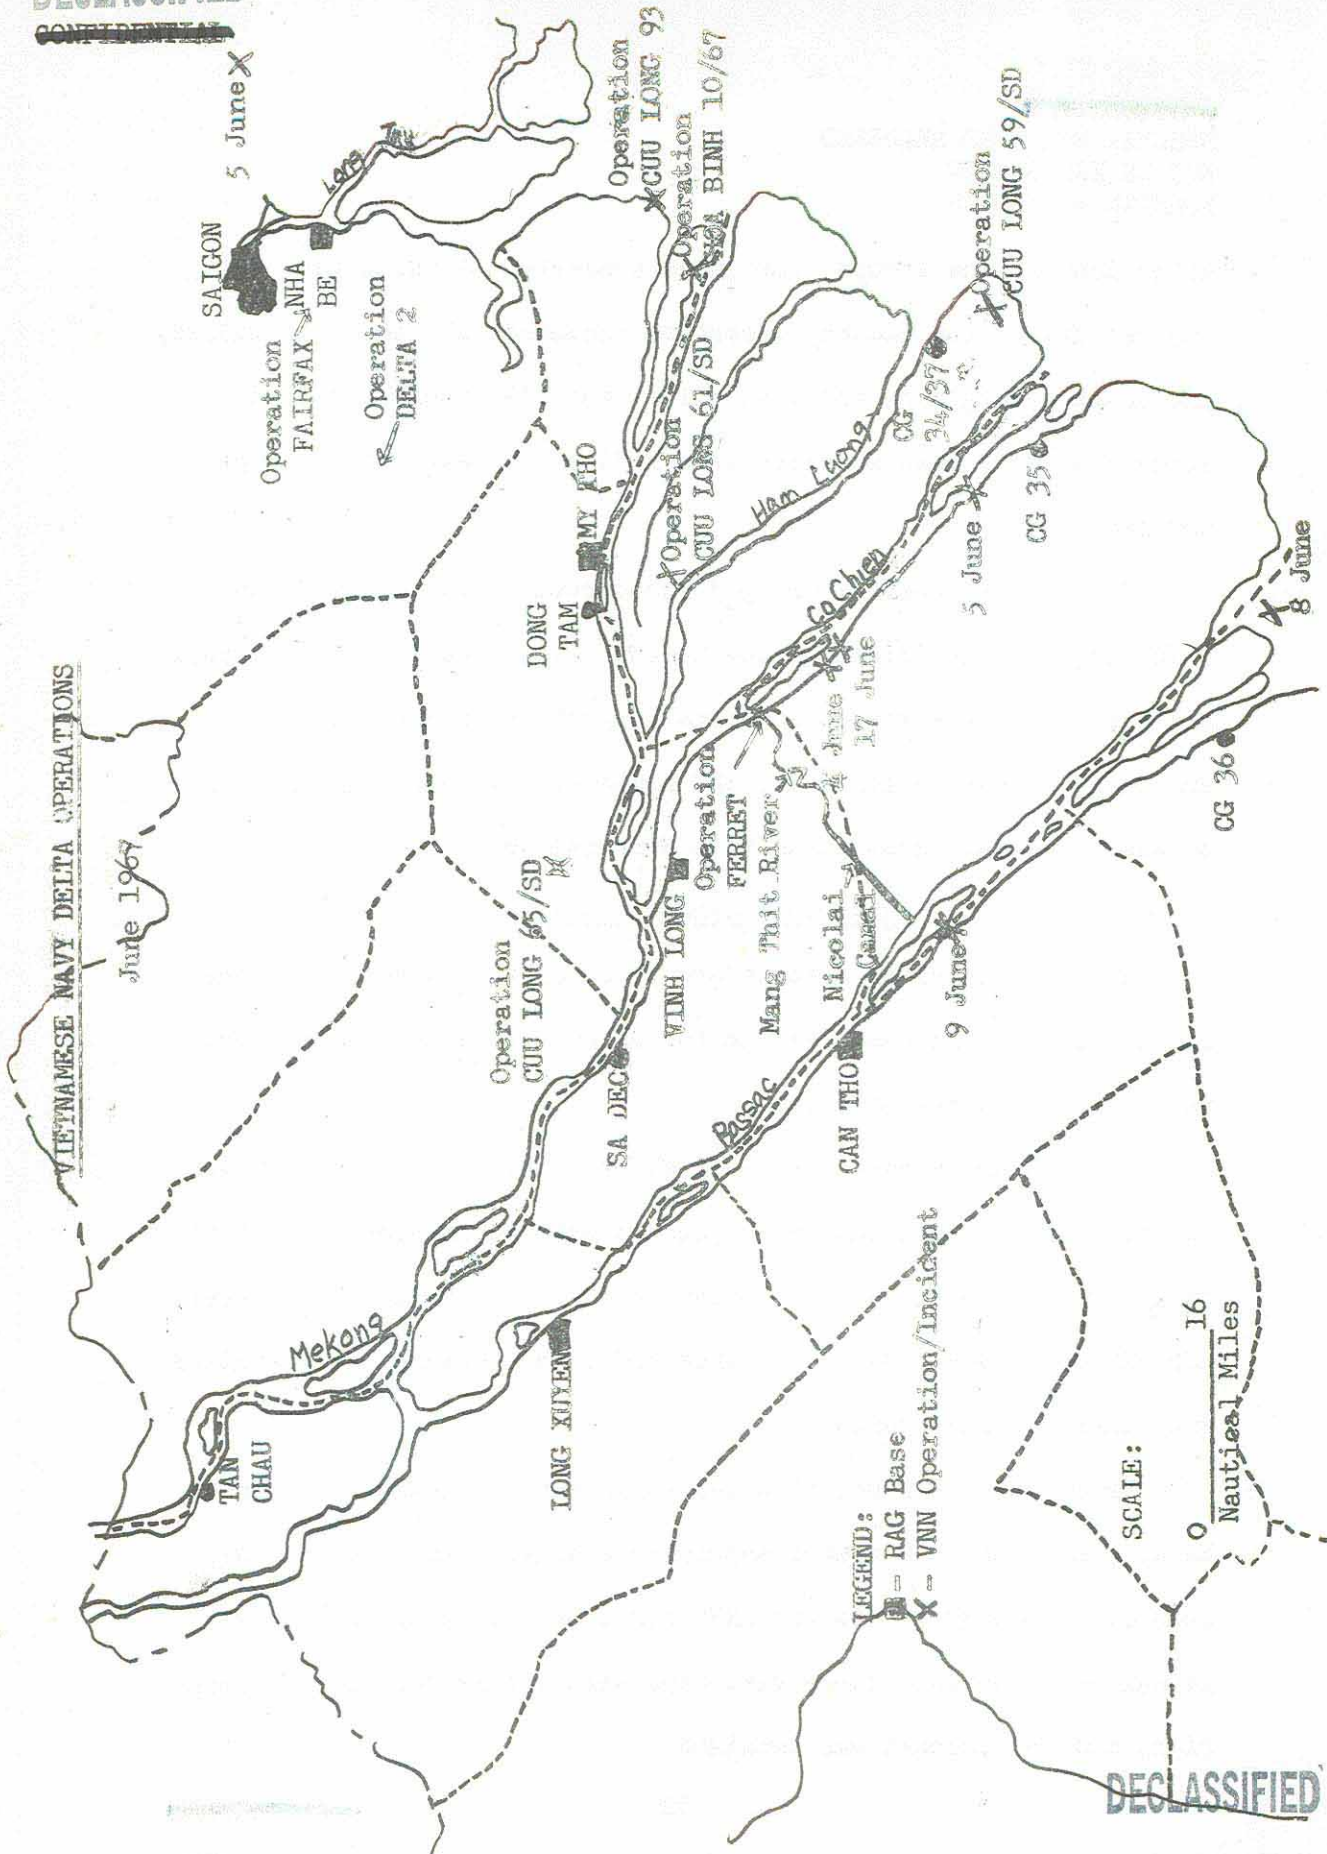 DECLASSIFIED
CONFIDENTIAL
VIETNAMESE NAVY DELTA OPERATIONS
June 1967
SAIGON
5 June
Long Tau
NHA
BE
Operation
FAIRFAX
Operation
DELTA 2
Operation
CUU LONG 93
Operation
HOA BINH 10/67
MY THO
DONG
TAM
Operation
CUU LONG 61/SD
Ham Luong
CG
34/37
Operation
CUU LONG 59/SD
Co Chien
5 June
CG 35
4 June
17 June
Operation
FERRET
Mang Thit River
Nicolai
Canal
VINH LONG
Operation
CUU LONG 65/SD
SA DEC
Bassac
CAN THO
9 June
8 June
CG 36
Mekong
TAN
CHAU
LONG XUYEN
LEGEND:
- RAG Base
X - VNN Operation/Incident
SCALE:
0 16
Nautical Miles
DECLASSIFIED